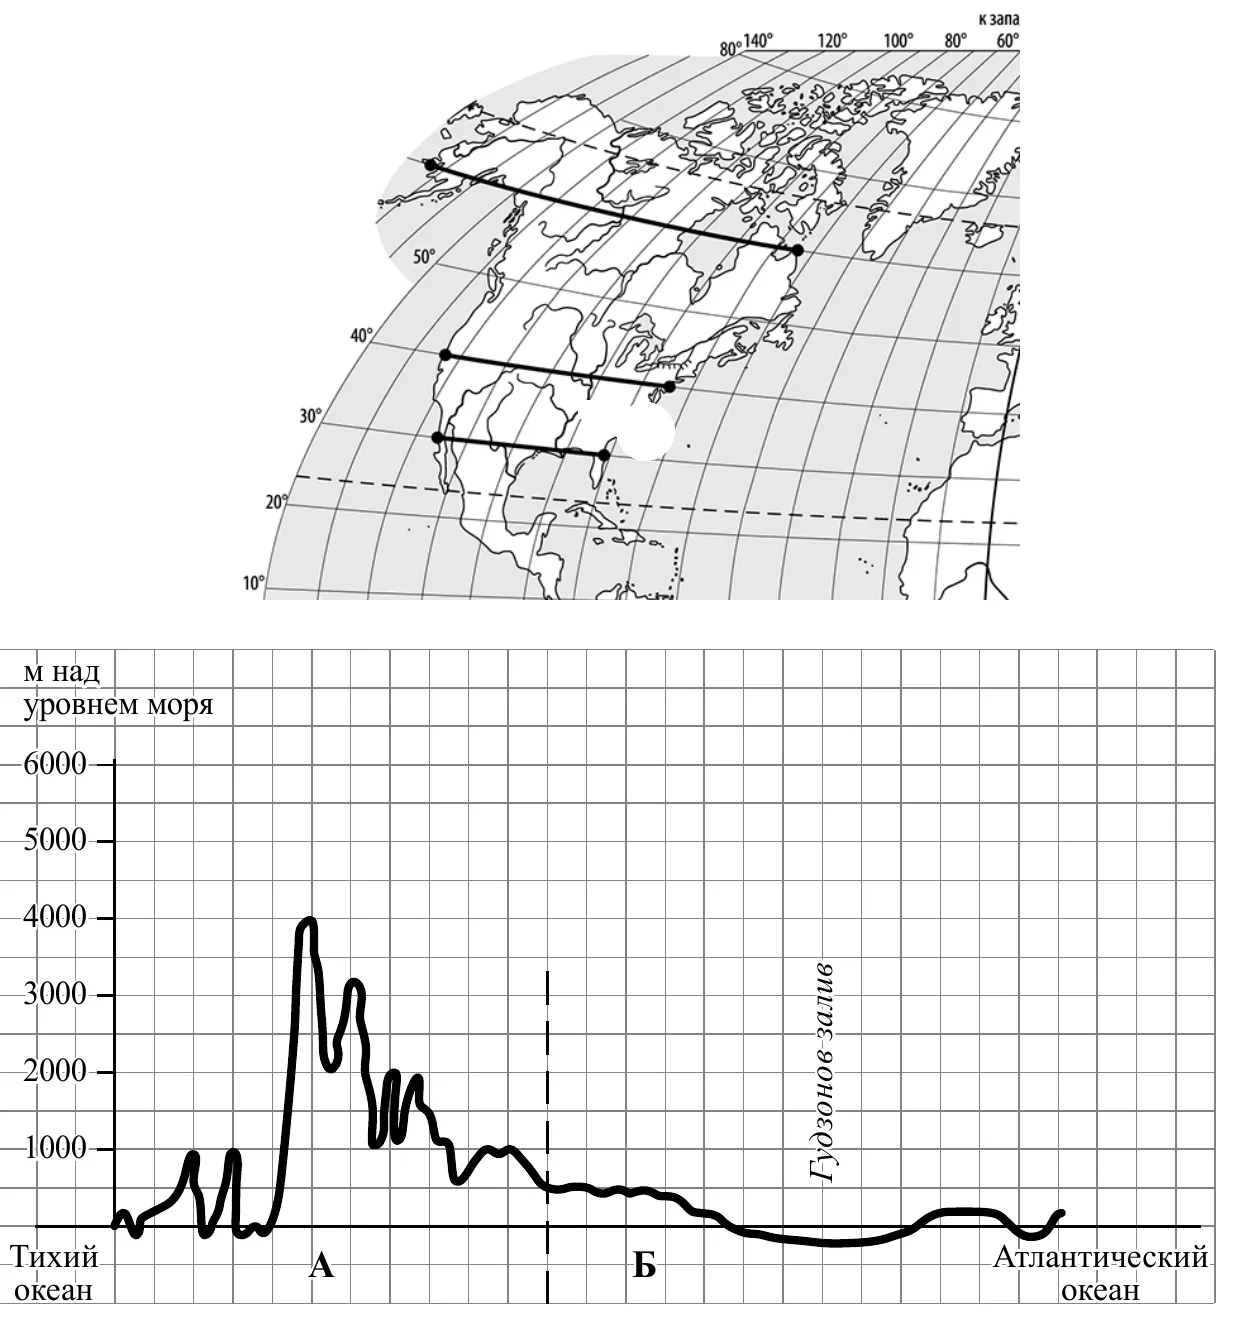 к запа
80° 140° 120° 100° 80° 60°
50°
40°
30°
20°
10°
м над
уровнем моря
6000
5000
4000
3000
2000
1000
Гудзонов залив
Тихий
океан
А
Б
Атлантический
океан